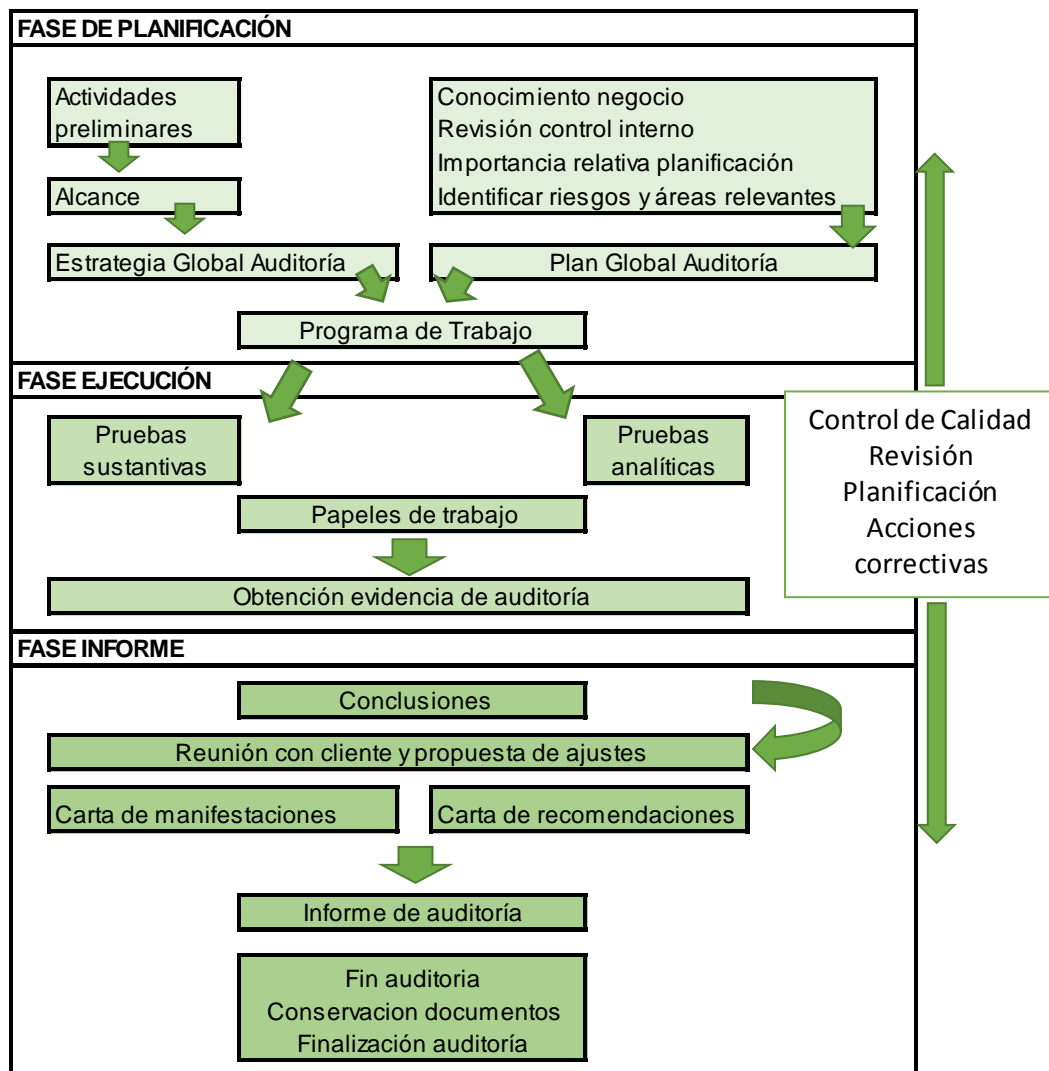 FASE DE PLANIFICACIÓN
Actividades
preliminares
Conocimiento negocio
Revisión control interno
Importancia relativa planificación
Identificar riesgos y áreas relevantes
Alcance
Estrategia Global Auditoría
Plan Global Auditoría
Programa de Trabajo
FASE EJECUCIÓN
Pruebas
sustantivas
Pruebas
analíticas
Papeles de trabajo
Obtención evidencia de auditoría
Control de Calidad
Revisión
Planificación
Acciones
correctivas
FASE INFORME
Conclusiones
Reunión con cliente y propuesta de ajustes
Carta de manifestaciones
Carta de recomendaciones
Informe de auditoría
Fin auditoria
Conservacion documentos
Finalización auditoría